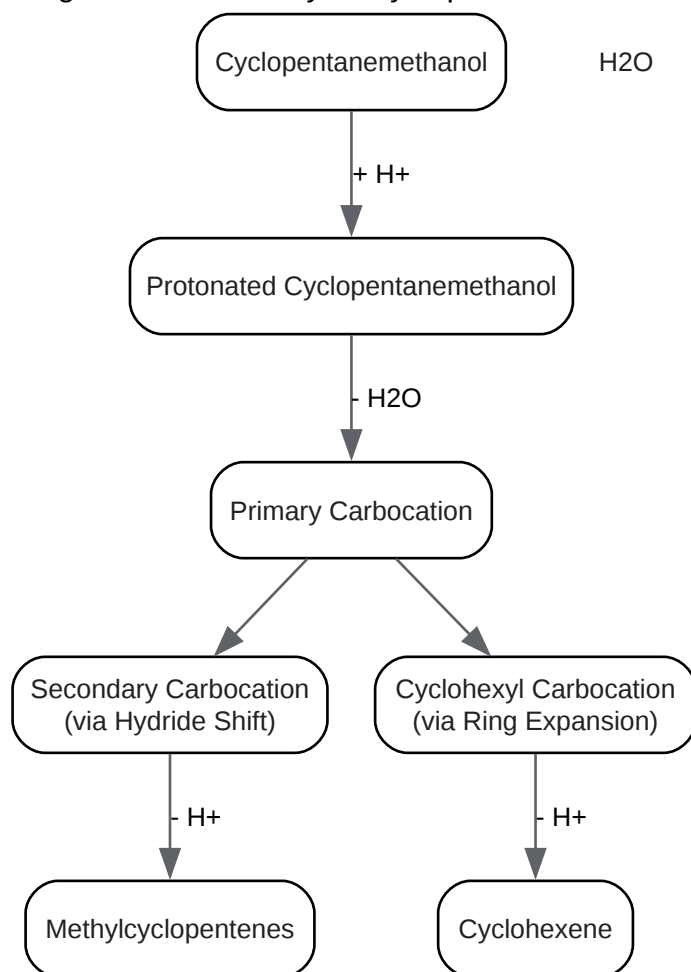 Cyclopentanemethanol
H2O
+ H+
Protonated Cyclopentanemethanol
- H2O
Primary Carbocation
Secondary Carbocation
(via Hydride Shift)
Cyclohexyl Carbocation
(via Ring Expansion)
- H+
- H+
Methylcyclopentenes
Cyclohexene